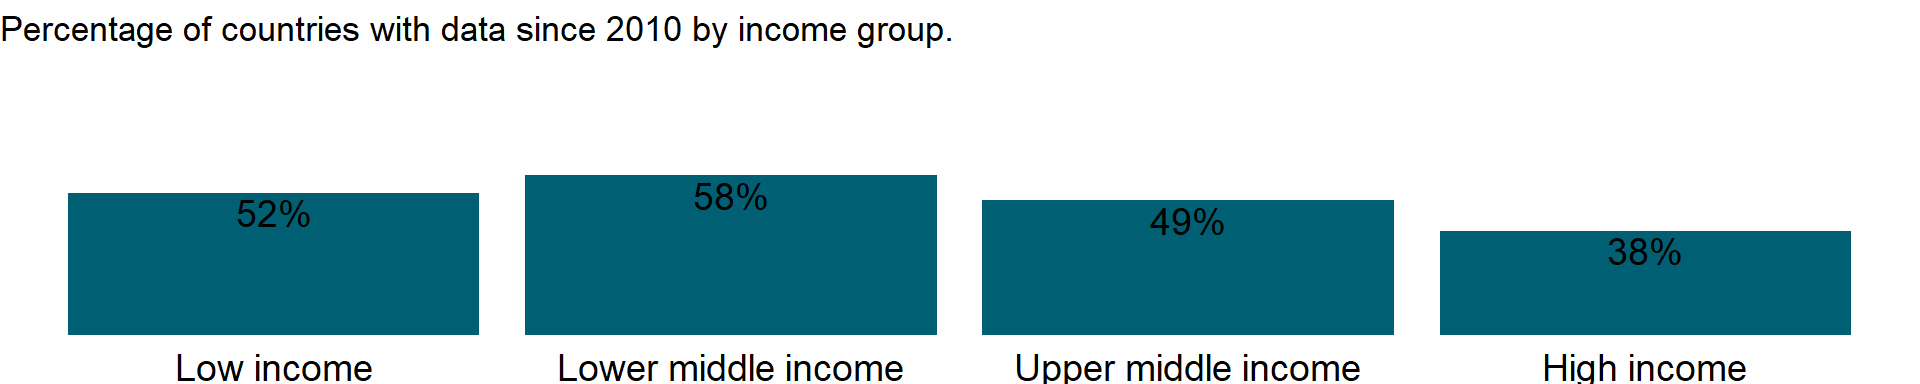 Percentage of countries with data since 2010 by income group.
52%
58%
49%
38%
Low income
Lower middle income
Upper middle income
High income